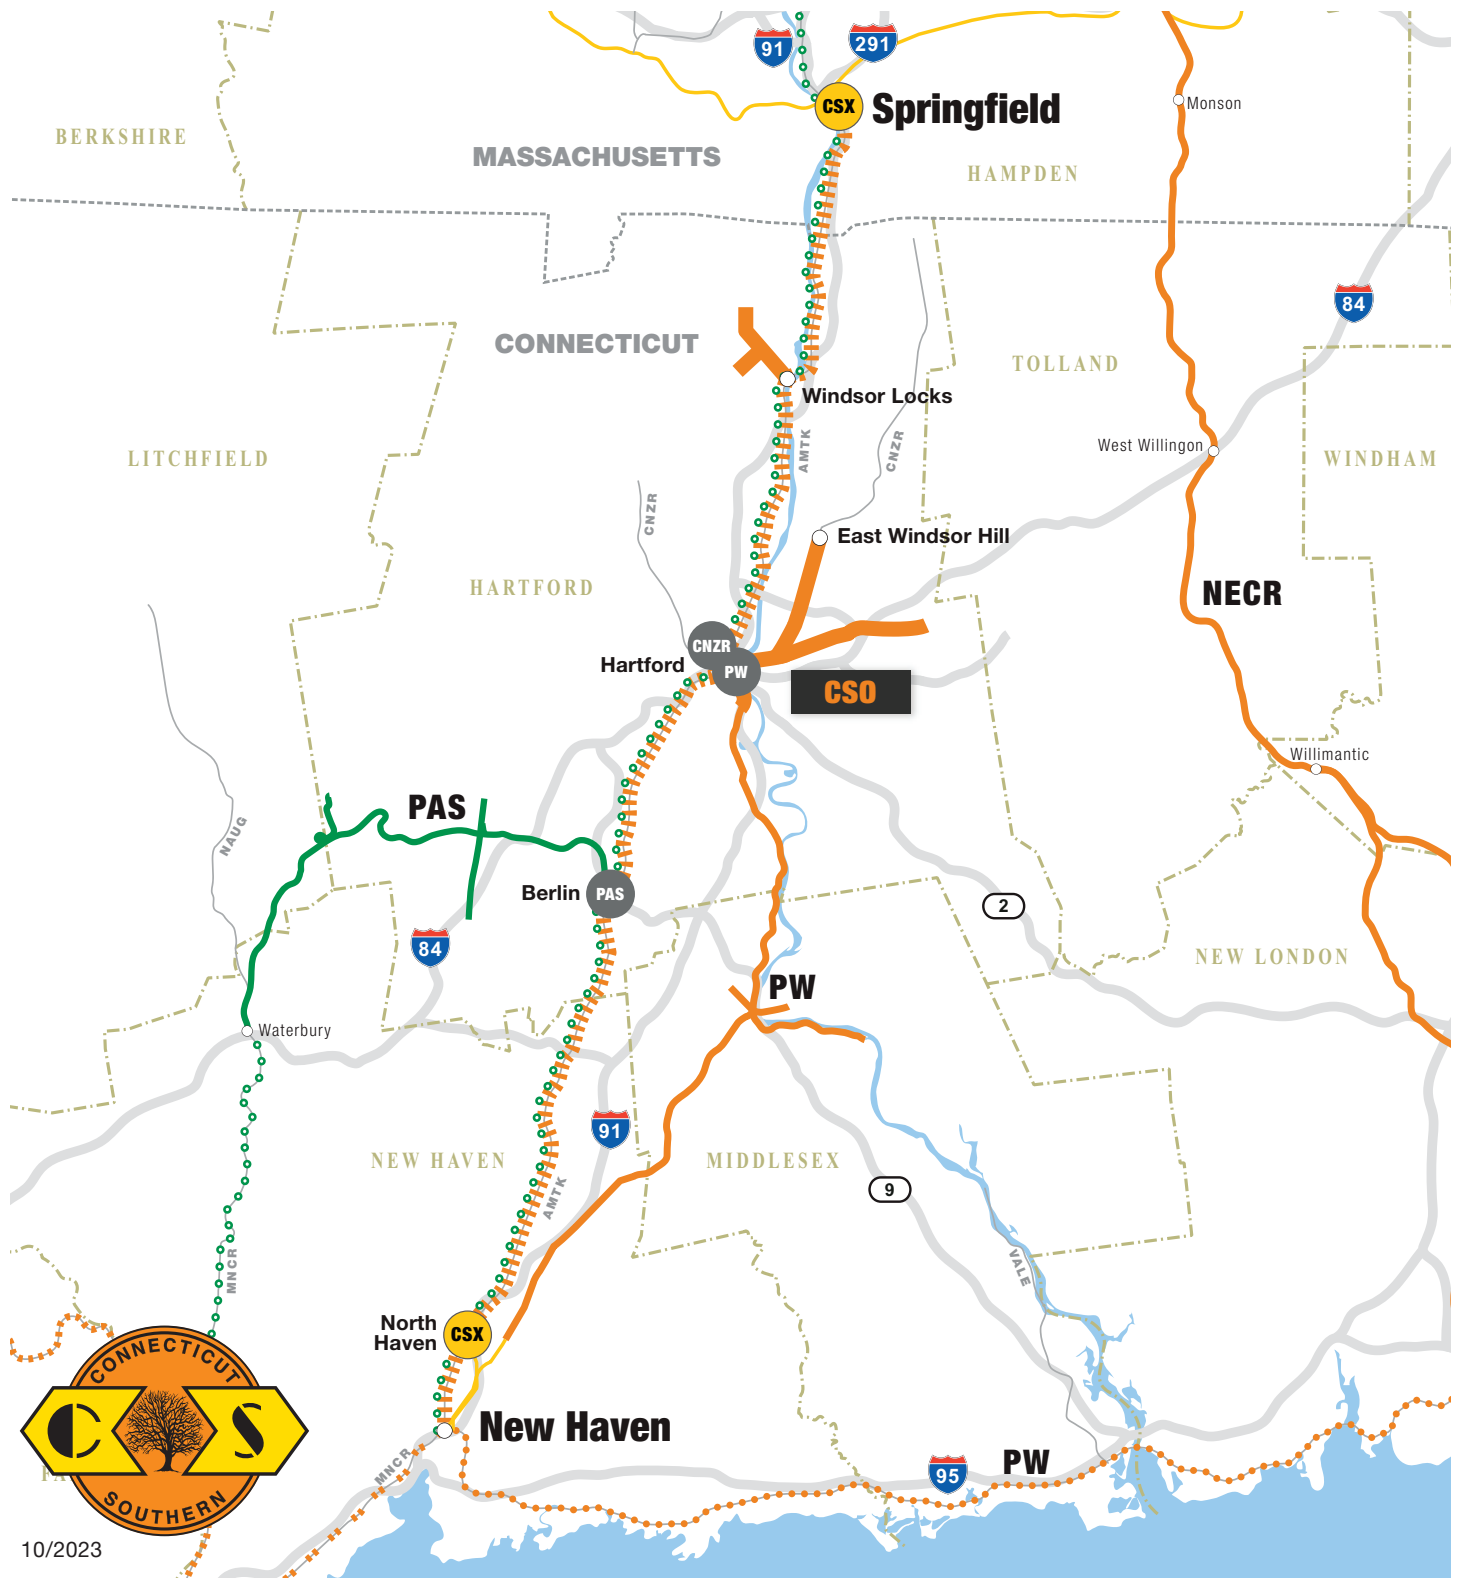 91
291
CSX
Springfield
Monson
BERKSHIRE
MASSACHUSETTS
HAMPDEN
84
CONNECTICUT
TOLLAND
Windsor Locks
AMTK
CNZR
West Willingon
WINDHAM
LITCHFIELD
CNZR
East Windsor Hill
HARTFORD
NECR
CNZR
Hartford
PW
CSO
Willimantic
PAS
NAUG
Berlin
PAS
2
84
NEW LONDON
PW
Waterbury
91
NEW HAVEN
MIDDLESEX
AMTK
9
MNCR
VALE
North
Haven
CSX
CONNECTICUT
C S
SOUTHERN
New Haven
MNCR
PW
95
10/2023